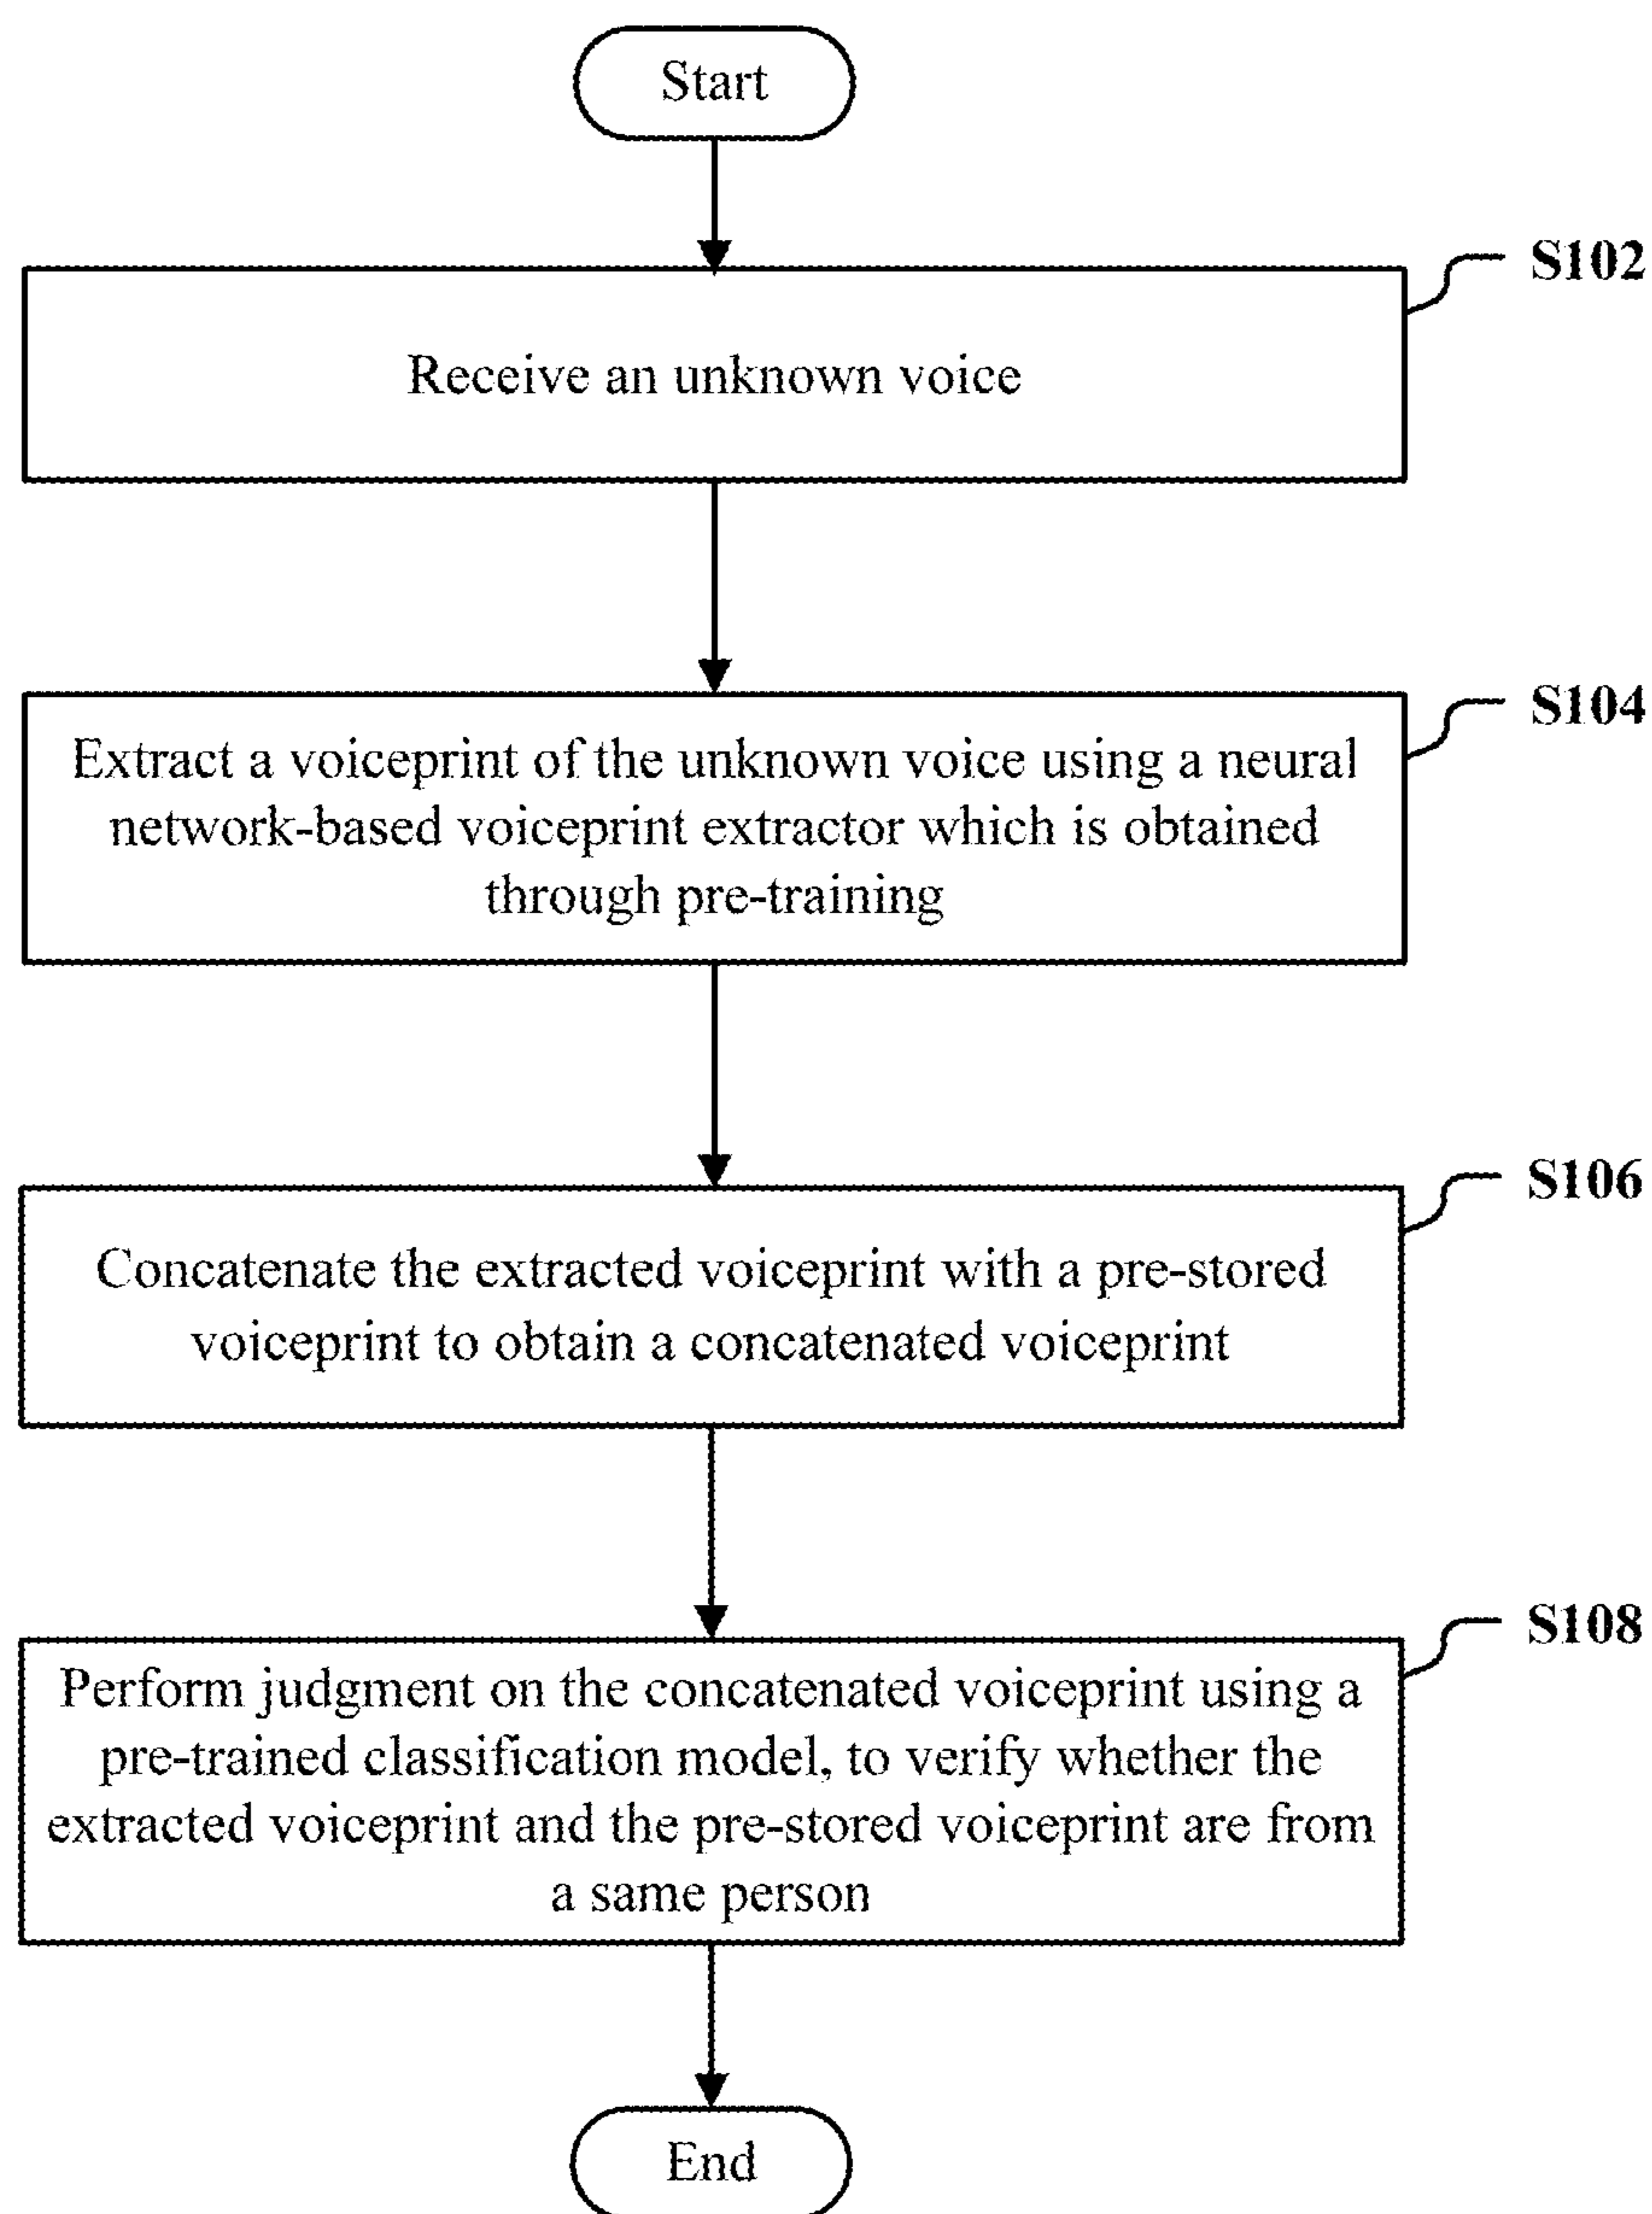 Start
S102
Receive an unknown voice
S104
Extract a voiceprint of the unknown voice using a neural
network-based voiceprint extractor which is obtained
through pre-training
S106
Concatenate the extracted voiceprint with a pre-stored
voiceprint to obtain a concatenated voiceprint
S108
Perform judgment on the concatenated voiceprint using a
pre-trained classification model, to verify whether the
extracted voiceprint and the pre-stored voiceprint are from
a same person
End